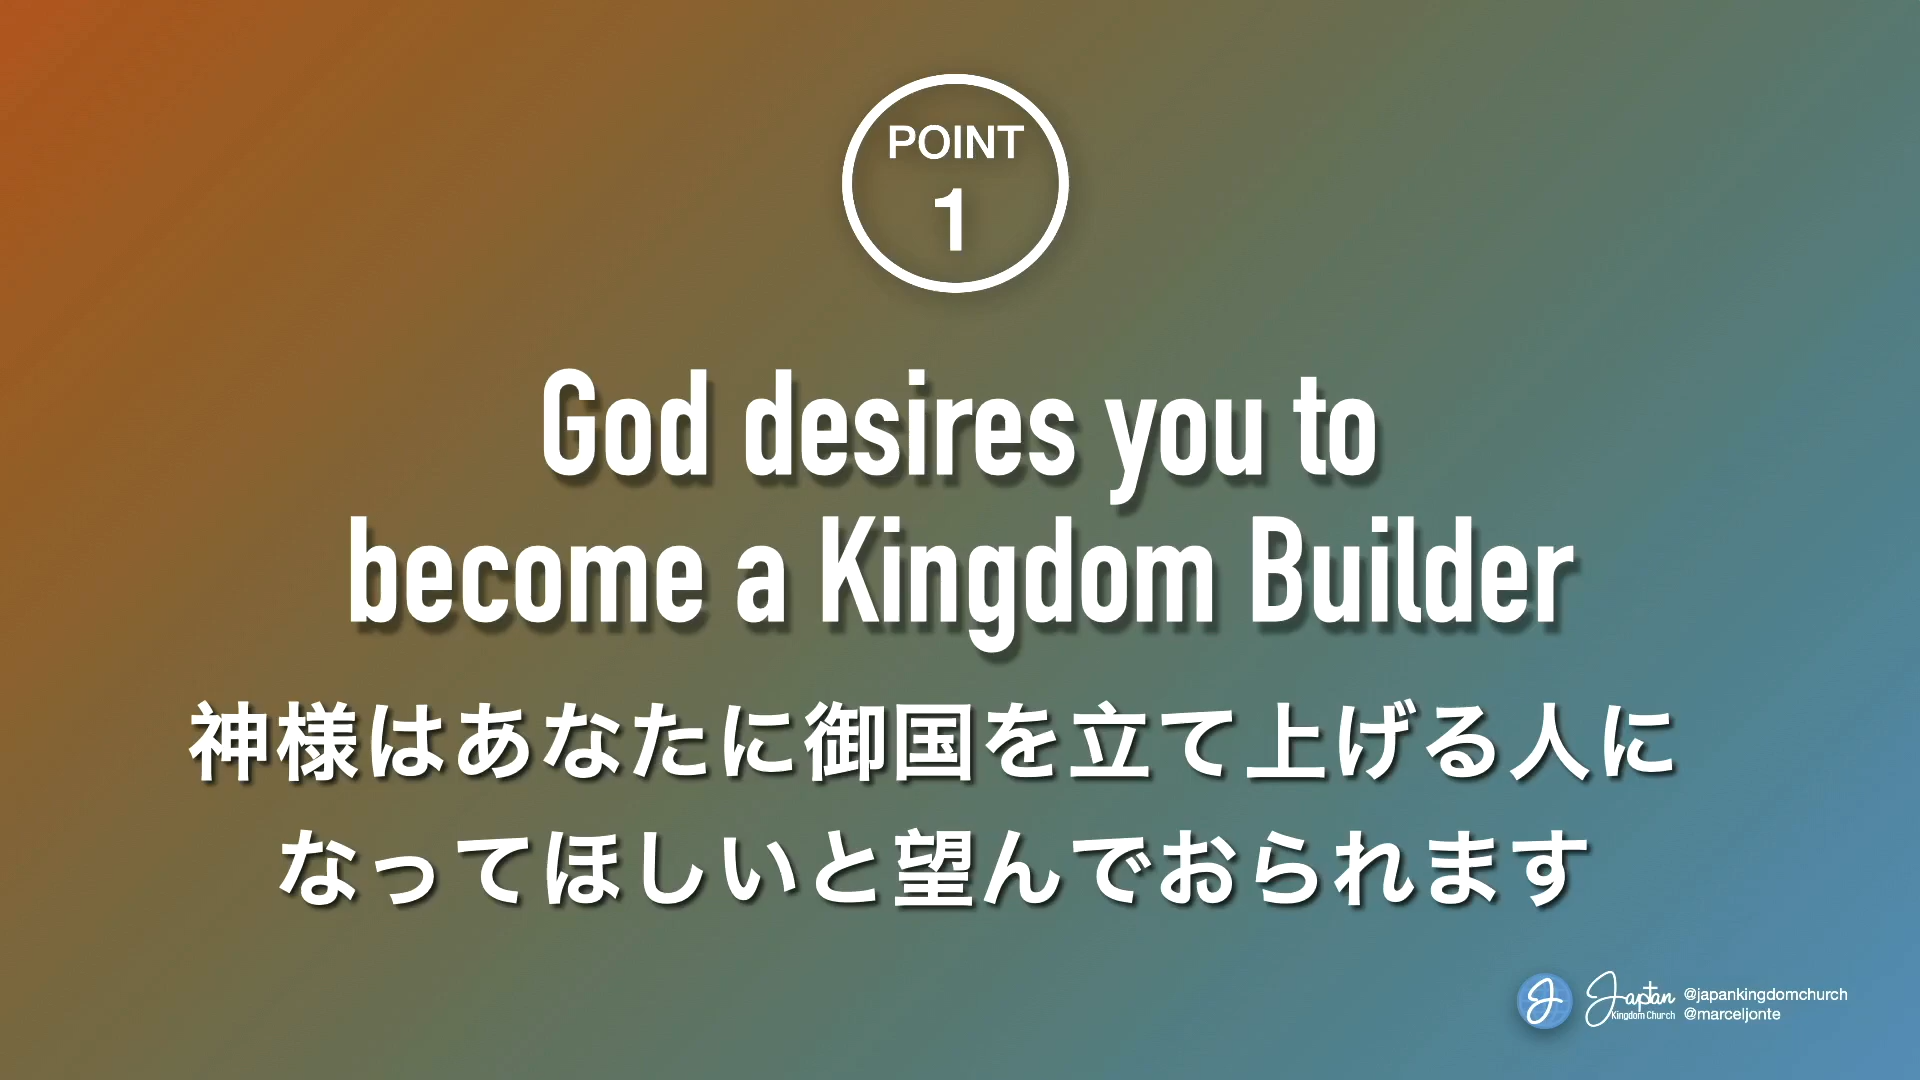 POINT
1
God desires you to
become a Kingdom Builder
神様はあなたに御国を立て上げる人に
なってほしいと望んでおられます
J
Japan
Kingdom Church
@japankingdomchurch
@marceljonte